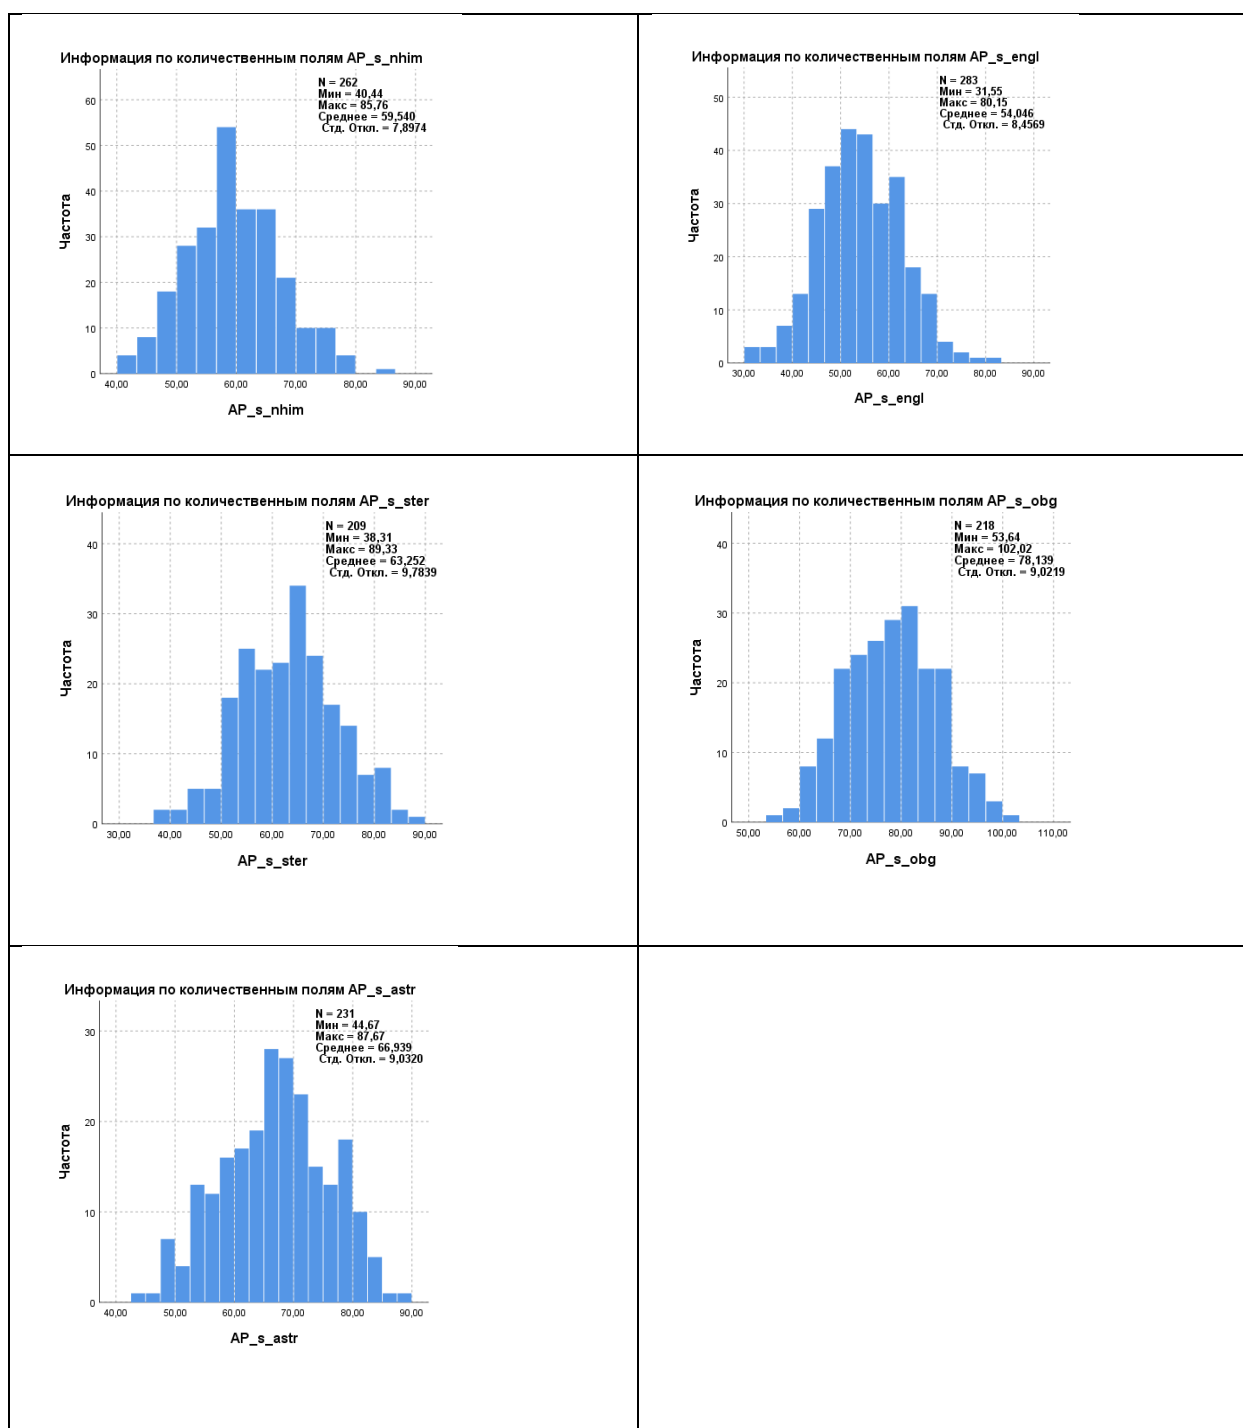 Информация по количественным полям AP_s_nhim
N = 262
Мин = 40,44
Макс = 85,76
Среднее = 59,540
Стд. Откл. = 7,8974
Частота
60
50
40
30
20
10
0
40,00 50,00 60,00 70,00 80,00 90,00
AP_s_nhim
Информация по количественным полям AP_s_engl
N = 283
Мин = 31,55
Макс = 80,15
Среднее = 54,046
Стд. Откл. = 8,4569
Частота
50
40
30
20
10
0
30,00 40,00 50,00 60,00 70,00 80,00 90,00
AP_s_engl
Информация по количественным полям AP_s_ster
N = 209
Мин = 38,31
Макс = 89,33
Среднее = 63,252
Стд. Откл. = 9,7839
Частота
40
30
20
10
0
30,00 40,00 50,00 60,00 70,00 80,00 90,00
AP_s_ster
Информация по количественным полям AP_s_obg
N = 218
Мин = 53,64
Макс = 102,02
Среднее = 78,139
Стд. Откл. = 9,0219
Частота
40
30
20
10
0
50,00 60,00 70,00 80,00 90,00 100,00 110,00
AP_s_obg
Информация по количественным полям AP_s_astr
N = 231
Мин = 44,67
Макс = 87,67
Среднее = 66,939
Стд. Откл. = 9,0320
Частота
30
20
10
0
40,00 50,00 60,00 70,00 80,00 90,00
AP_s_astr